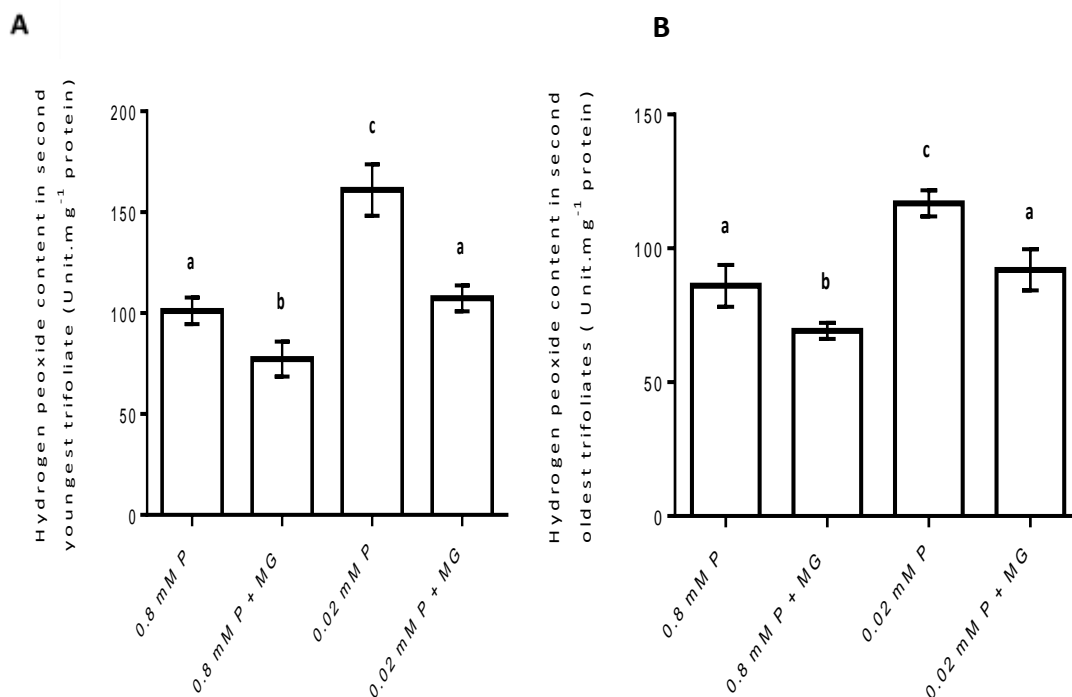 A
Hydrogen peoxide content in second
youngest trifoliate (Unit.mg⁻¹ protein)
200
150
100
50
0
a
b
c
a
0.8 mM P
0.8 mM P + MG
0.02 mM P
0.02 mM P + MG
B
Hydrogen peoxide content in second
oldest trifoliates ( Unit.mg⁻¹ protein)
150
100
50
0
a
b
c
a
0.8 mM P
0.8 mM P + MG
0.02 mM P
0.02 mM P + MG